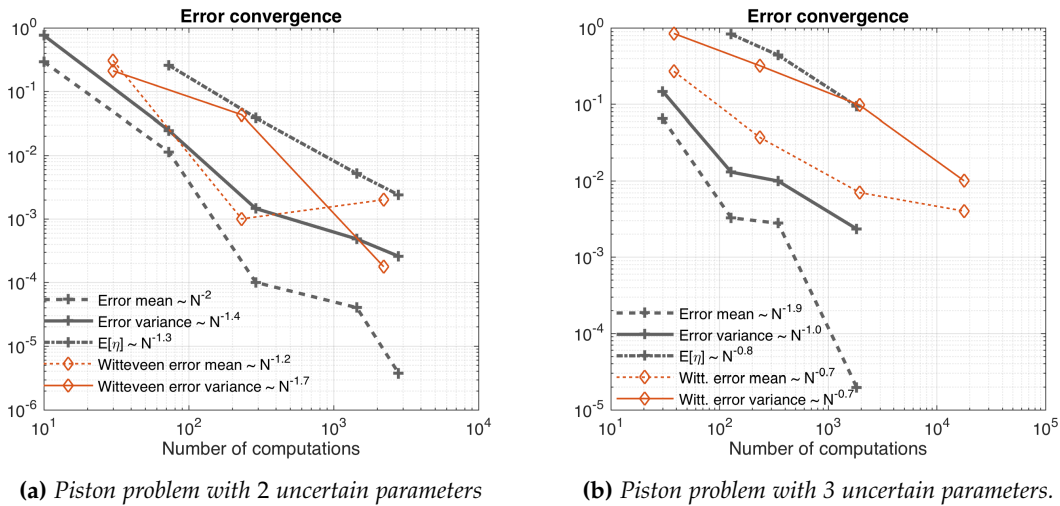 Error convergence
10^0
10^-1
10^-2
10^-3
10^-4
10^-5
10^-6
Error mean ~ N^-2
Error variance ~ N^-1.4
E[η] ~ N^-1.3
Witteveen error mean ~ N^-1.2
Witteveen error variance ~ N^-1.7
10^1 10^2 10^3 10^4
Number of computations
(a) Piston problem with 2 uncertain parameters
Error convergence
10^0
10^-1
10^-2
10^-3
10^-4
10^-5
Error mean ~ N^-1.9
Error variance ~ N^-1.0
E[η] ~ N^-0.8
Witt. error mean ~ N^-0.7
Witt. error variance ~ N^-0.7
10^1 10^2 10^3 10^4 10^5
Number of computations
(b) Piston problem with 3 uncertain parameters.